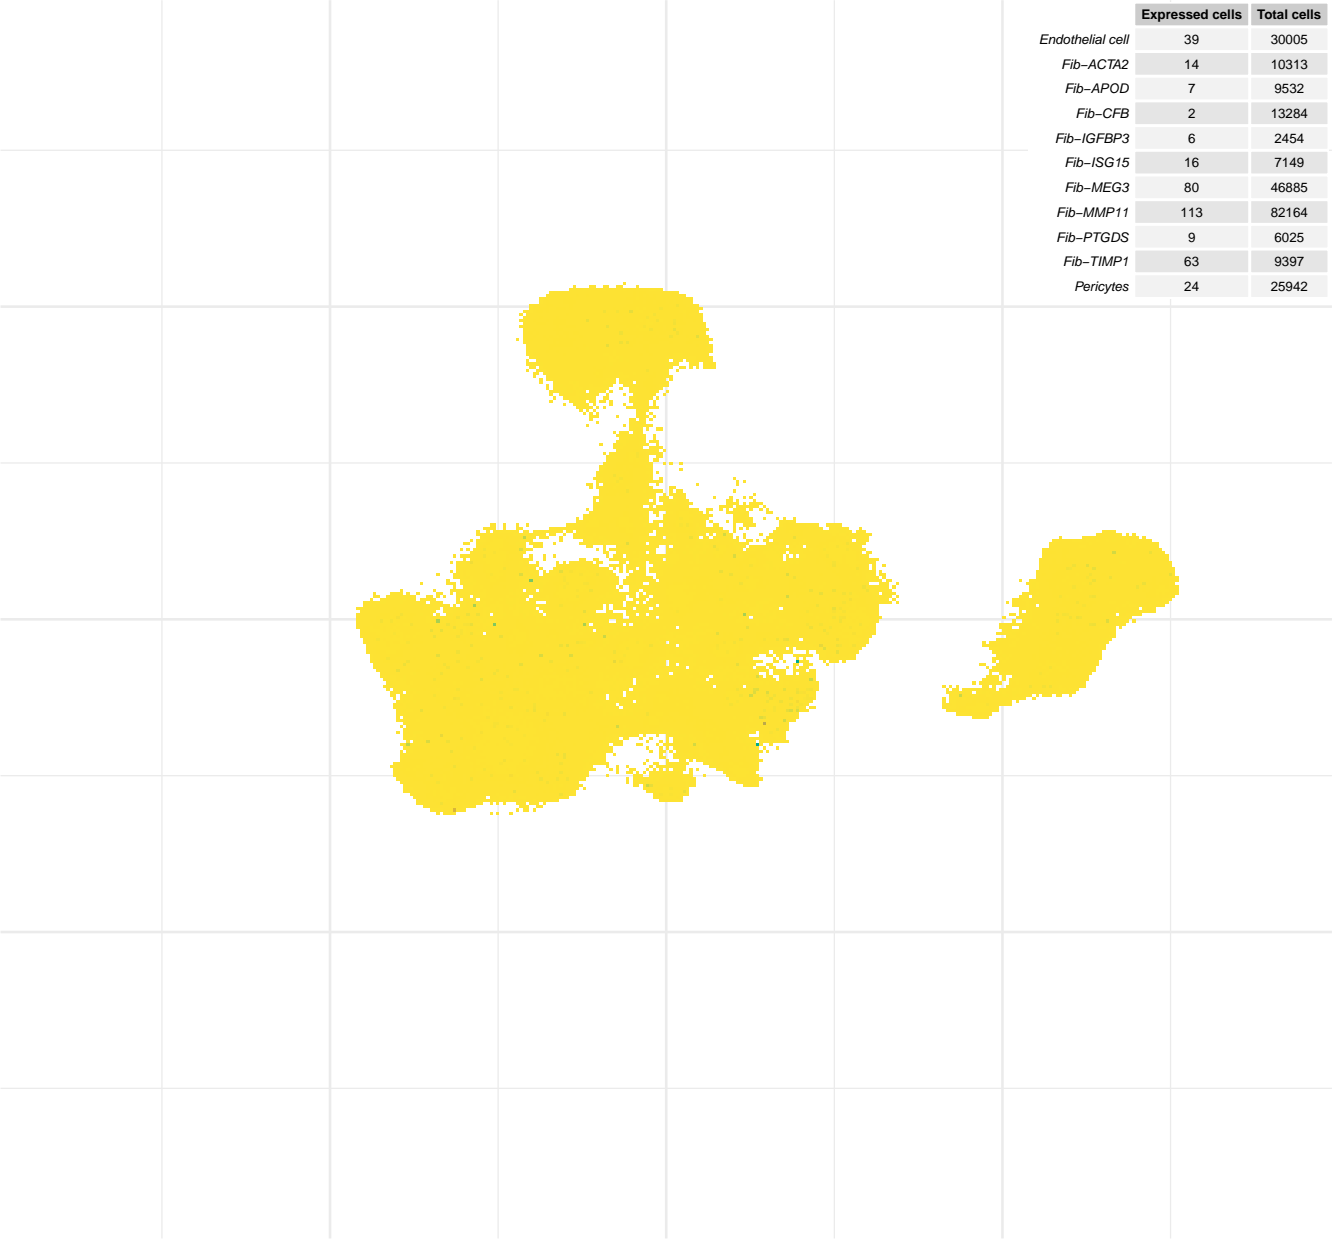 Expressed cells Total cells
Endothelial cell 39 30005
Fib−ACTA2 14 10313
Fib−APOD 7 9532
Fib−CFB 2 13284
Fib−IGFBP3 6 2454
Fib−ISG15 16 7149
Fib−MEG3 80 46885
Fib−MMP11 113 82164
Fib−PTGDS 9 6025
Fib−TIMP1 63 9397
Pericytes 24 25942